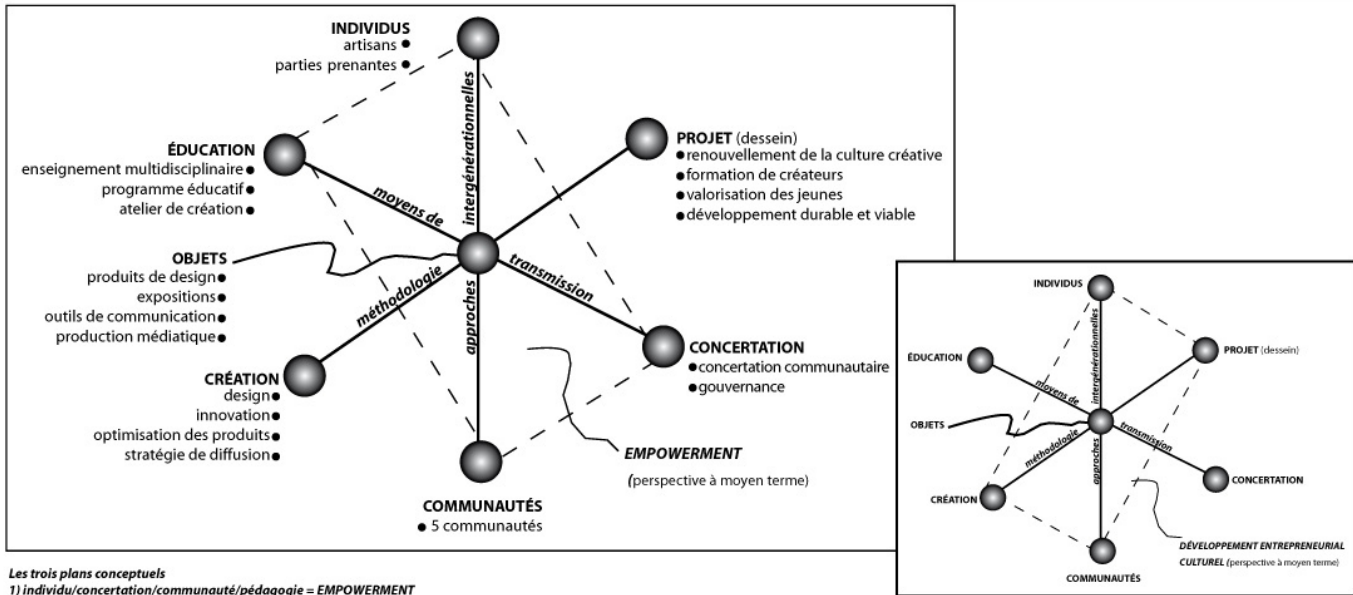 INDIVIDUS
artisans ●
parties prenantes ●
ÉDUCATION
enseignement multidisciplinaire ●
programme éducatif ●
atelier de création ●
OBJETS
produits de design ●
expositions ●
outils de communication ●
production médiatique ●
CRÉATION
design ●
innovation ●
optimisation des produits ●
stratégie de diffusion ●
intergénérationnelles
moyens de
méthodologie
approches
transmission
PROJET (dessein)
● renouvellement de la culture créative
● formation de créateurs
● valorisation des jeunes
● développement durable et viable
CONCERTATION
● concertation communautaire
● gouvernance
EMPOWERMENT
(perspective à moyen terme)
COMMUNAUTÉS
● 5 communautés
INDIVIDUS
ÉDUCATION
OBJETS
CRÉATION
intergénérationnelles
moyens de
méthodologie
approches
transmission
PROJET (dessein)
CONCERTATION
DÉVELOPPEMENT ENTREPRENEURIAL
CULTUREL (perspective à moyen terme)
COMMUNAUTÉS
Les trois plans conceptuels
1) individu/concertation/communauté/pédagogie = EMPOWERMENT